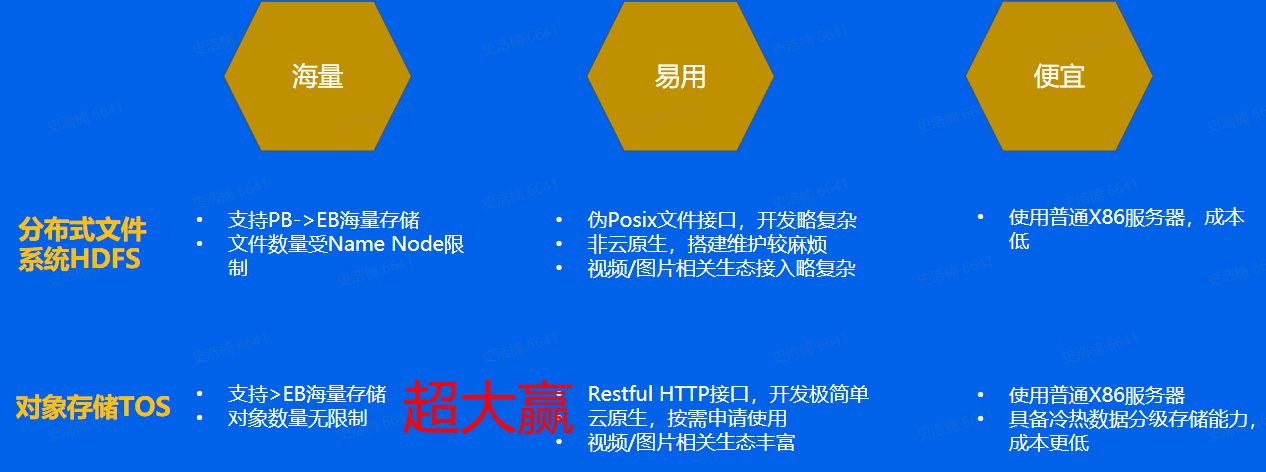 海量
易用
便宜
分布式文件
系统HDFS
• 支持PB->EB海量存储
• 文件数量受Name Node限
制
• 伪Posix文件接口，开发略复杂
• 非云原生，搭建维护较麻烦
• 视频/图片相关生态接入略复杂
• 使用普通X86服务器，成本
低
对象存储TOS
• 支持>EB海量存储
• 对象数量无限制
超大赢
• Restful HTTP接口，开发极简单
• 云原生，按需申请使用
• 视频/图片相关生态丰富
• 使用普通X86服务器
• 具备冷热数据分级存储能力，
成本更低